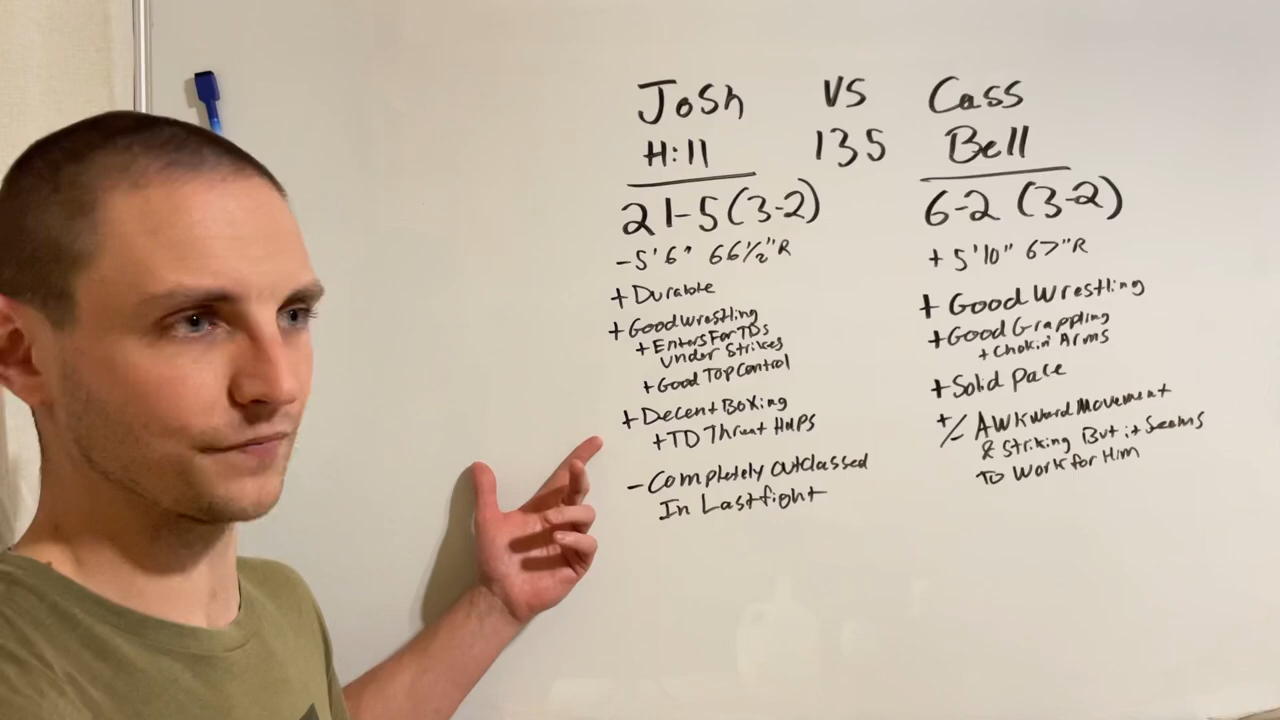 Josh VS Cass
Hill 135 Bell
21-5 (3-2)
-5'6" 66½"R
+Durable
+Good Wrestling
+Enters For TDs
Under Strikes
+Good Top Control
+Decent Boxing
+TD Threat Helps
-Completely Outclassed
In Last fight
6-2 (3-2)
+ 5'10" 67"R
+ Good Wrestling
+Good Grappling
+Chokin' Arms
+Solid Pace
+/- Awkward Movement
& Striking But it Seems
To Work for Him